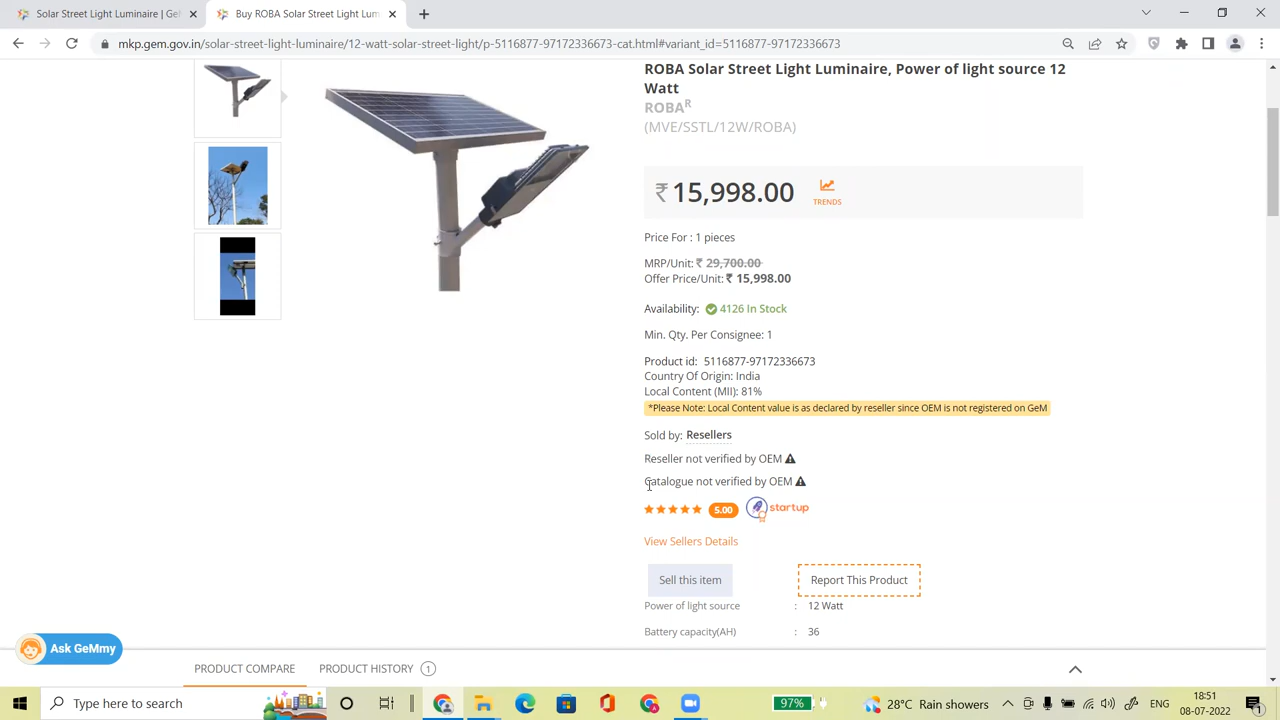 Solar Street Luminaire | Ge
Buy ROBA Solar Street Light Lum
mkp.gem.gov.in/solar-street-luminaire/12-watt-solar-street-light/p-5116877-97172336673-cat.html#variant_id=5116877-97172336673
ROBA Solar Street Light Luminaire, Power of light source 12
Watt
ROBAR
(MVE/SSTL/12W/ROBA)
₹ 15,998.00
TRENDS
Price For : 1 pieces
MRP/Unit: ₹ 29,700.00
Offer Price/Unit: ₹ 15,998.00
Availability: 4126 In Stock
Min. Qty. Per Consignee: 1
Product id: 5116877-97172336673
Country Of Origin: India
Local Content (MII): 81%
*Please Note: Local Content value is as declared by reseller since OEM is not registered on GeM
Sold by: Resellers
Reseller not verified by OEM
Catalogue not verified by OEM
5.00 startup
View Sellers Details
Sell this item
Report This Product
Power of light source : 12 Watt
Battery capacity(AH) : 36
Ask GeMmy
PRODUCT COMPARE
PRODUCT HISTORY 1
Type here to search
97%
28°C Rain showers
ENG
18:51
08-07-2022
1